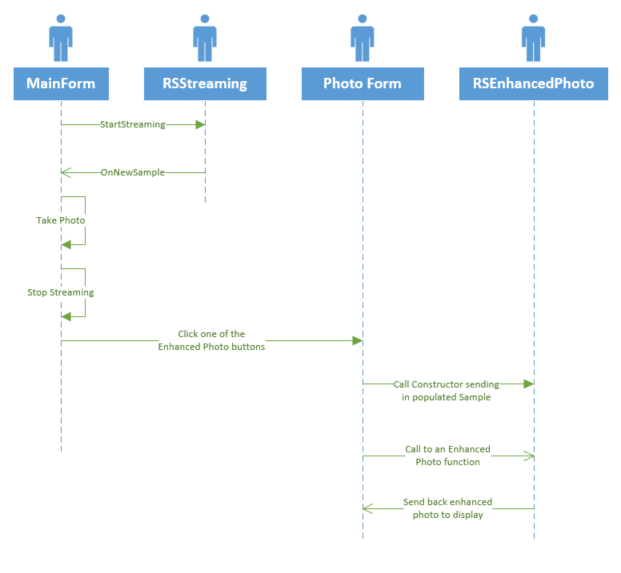 MainForm
RSStreaming
Photo Form
RSEnhancedPhoto
StartStreaming
OnNewSample
Take Photo
Stop Streaming
Click one of the
Enhanced Photo buttons
Call Constructor sending
in populated Sample
Call to an Enhanced
Photo function
Send back enhanced
photo to display